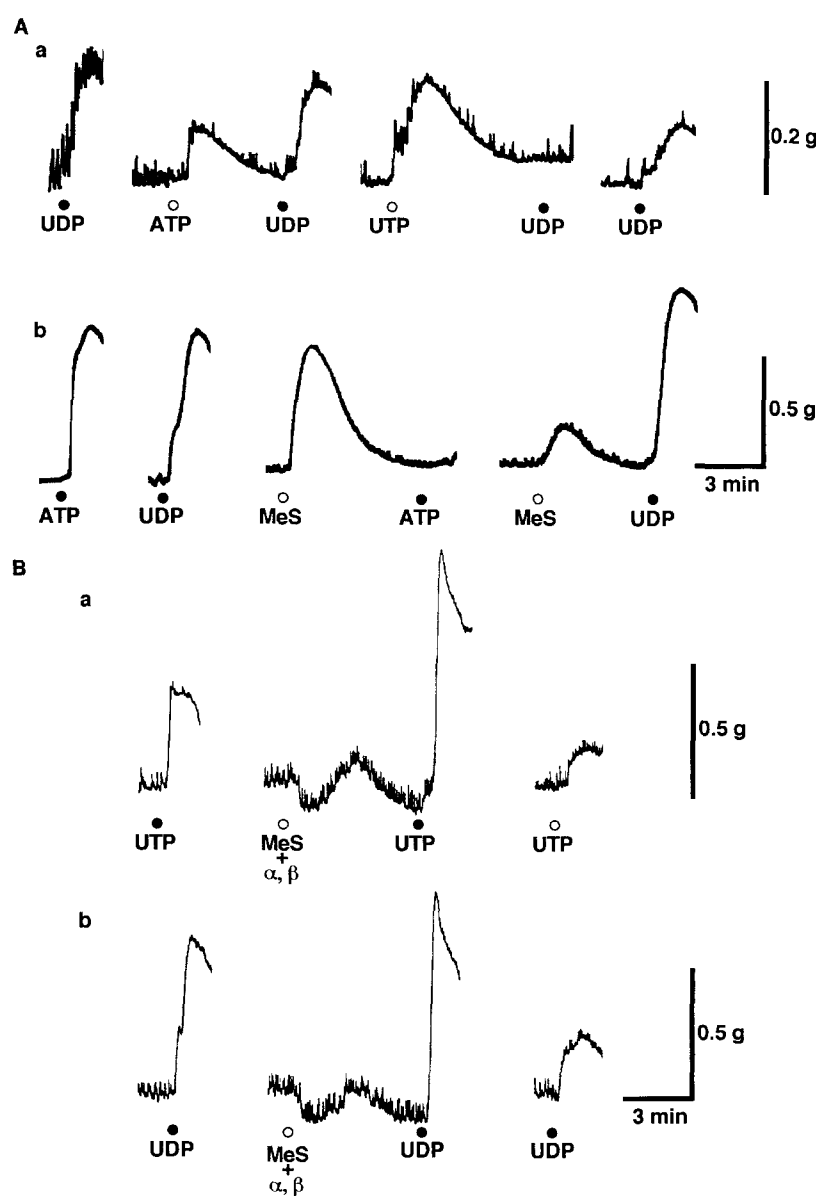 A
a
0.2 g
UDP ATP UDP UTP UDP UDP
b
0.5 g
3 min
ATP UDP MeS ATP MeS UDP
B
a
0.5 g
UTP MeS UTP UTP
+
α, β
b
0.5 g
3 min
UDP MeS UDP UDP
+
α, β